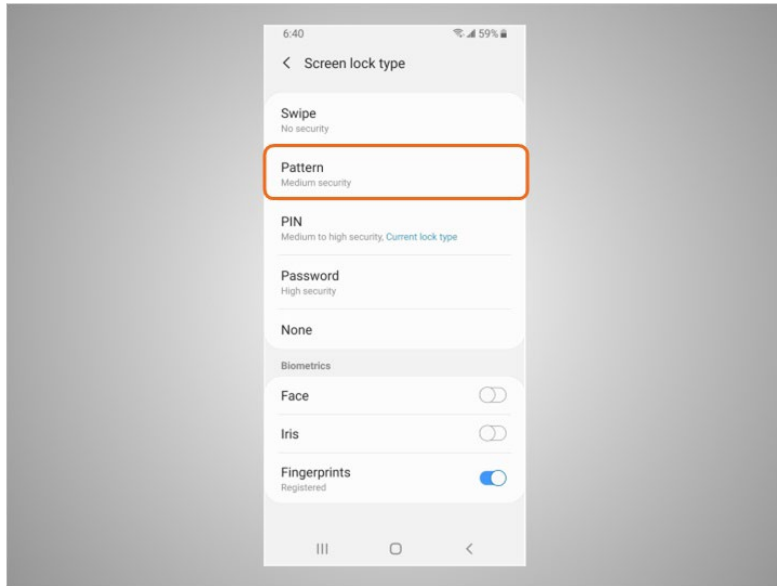 6:40 59%
Screen lock type
Swipe
No security
Pattern
Medium security
PIN
Medium to high security, Current lock type
Password
High security
None
Biometrics
Face
Iris
Fingerprints
Registered